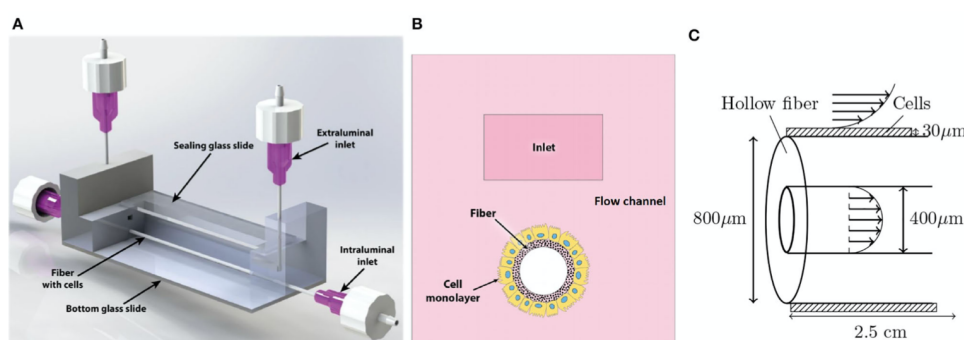 A
Sealing glass slide
Extraluminal
inlet
Intraluminal
inlet
Fiber
with cells
Bottom glass slide
B
Inlet
Flow channel
Fiber
Cell
monolayer
C
Hollow fiber
Cells
30μm
800μm
400μm
2.5 cm